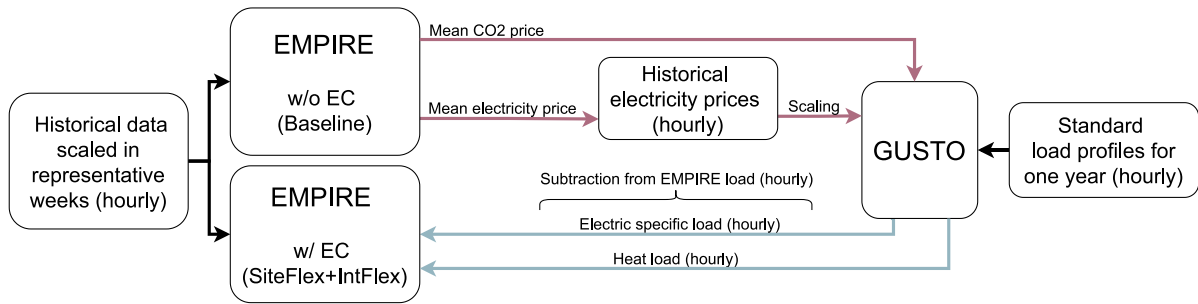 Historical data
scaled in
representative
weeks (hourly)
EMPIRE
w/o EC
(Baseline)
EMPIRE
w/ EC
(SiteFlex+IntFlex)
Mean CO2 price
Mean electricity price
Historical
electricity prices
(hourly)
Scaling
Subtraction from EMPIRE load (hourly)
Electric specific load (hourly)
Heat load (hourly)
GUSTO
Standard
load profiles for
one year (hourly)